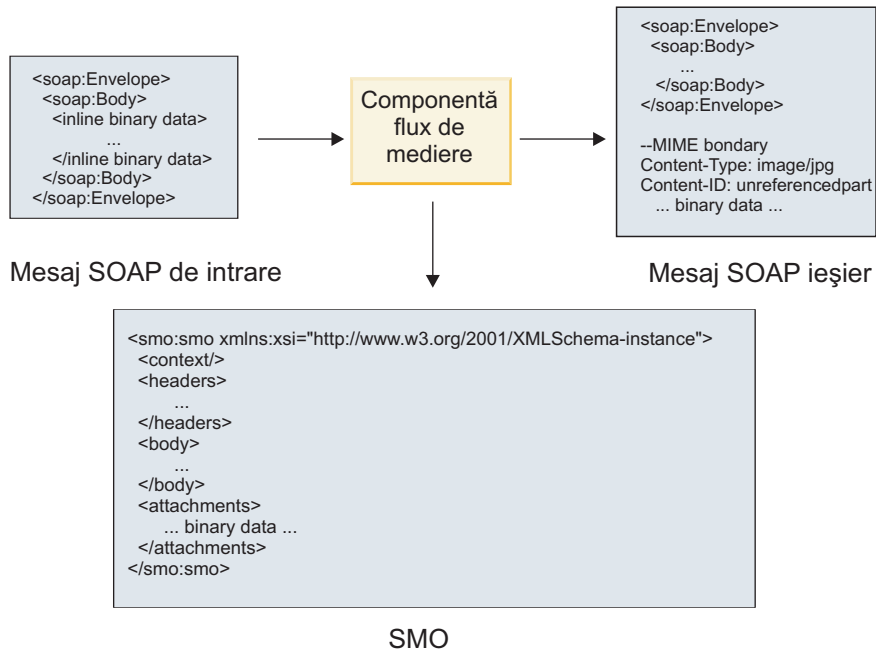 <soap:Envelope>
<soap:Body>
<inline binary data>
...
</inline binary data>
</soap:Body>
</soap:Envelope>
Mesaj SOAP de intrare
Componentă
flux de
mediere
<soap:Envelope>
<soap:Body>
...
</soap:Body>
</soap:Envelope>
--MIME bondary
Content-Type: image/jpg
Content-ID: unreferencedpart
... binary data ...
Mesaj SOAP ieşier
<smo:smo xmlns:xsi="http://www.w3.org/2001/XMLSchema-instance">
<context/>
<headers>
...
</headers>
<body>
...
</body>
<attachments>
... binary data ...
</attachments>
</smo:smo>
SMO